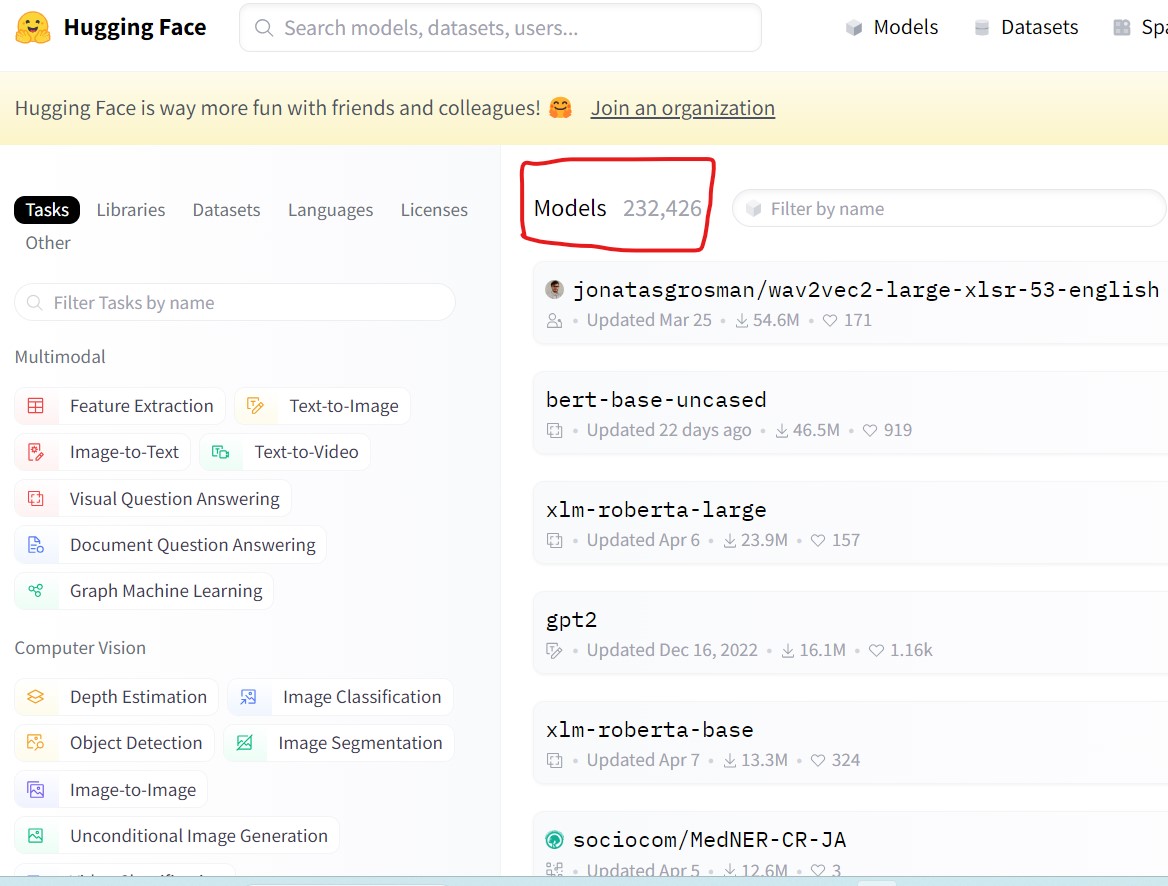 Hugging Face
Search models, datasets, users...
Models
Datasets
Hugging Face is way more fun with friends and colleagues! 🤗 Join an organization
Tasks Libraries Datasets Languages Licenses
Other
Filter Tasks by name
Multimodal
Feature Extraction Text-to-Image
Image-to-Text Text-to-Video
Visual Question Answering
Document Question Answering
Graph Machine Learning
Computer Vision
Depth Estimation Image Classification
Object Detection Image Segmentation
Image-to-Image
Unconditional Image Generation
Models 232,426
Filter by name
jonatasgrosman/wav2vec2-large-xlsr-53-english
Updated Mar 25 • 54.6M • 171
bert-base-uncased
Updated 22 days ago • 46.5M • 919
xlm-roberta-large
Updated Apr 6 • 23.9M • 157
gpt2
Updated Dec 16, 2022 • 16.1M • 1.16k
xlm-roberta-base
Updated Apr 7 • 13.3M • 324
sociocom/MedNER-CR-JA
Updated Apr 5 • 12.6M • 3